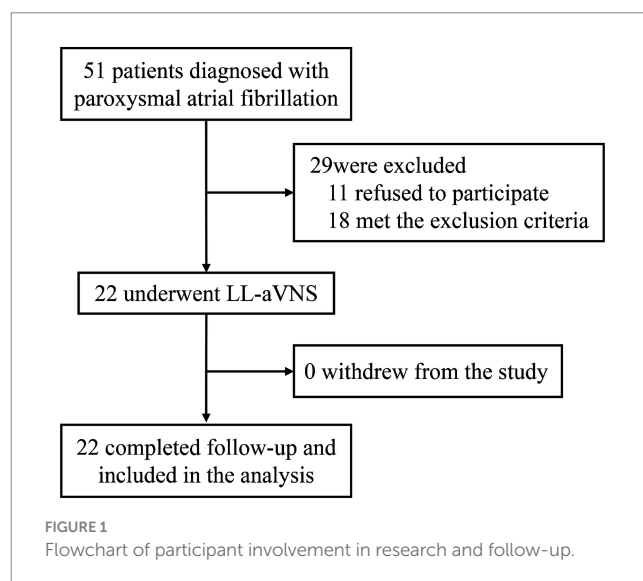 51 patients diagnosed with
paroxysmal atrial fibrillation
29were excluded
11 refused to participate
18 met the exclusion criteria
22 underwent LL-aVNS
0 withdrew from the study
22 completed follow-up and
included in the analysis
FIGURE 1
Flowchart of participant involvement in research and follow-up.